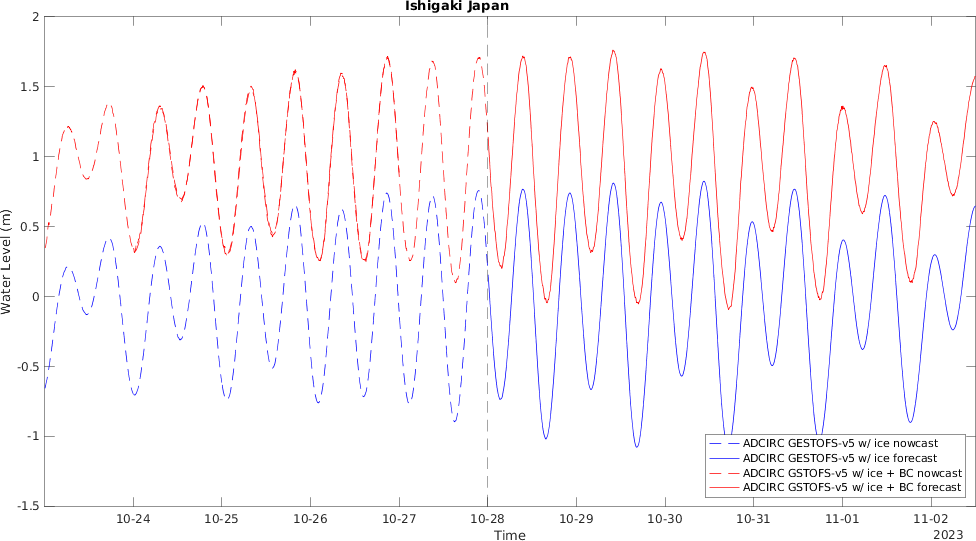 Ishigaki Japan
2
1.5
1
0.5
0
-0.5
-1
-1.5
Water Level (m)
ADCIRC GESTOFS-v5 w/ ice nowcast
ADCIRC GESTOFS-v5 w/ ice forecast
ADCIRC GSTOFS-v5 w/ ice + BC nowcast
ADCIRC GSTOFS-v5 w/ ice + BC forecast
10-24 10-25 10-26 10-27 10-28 10-29 10-30 10-31 11-01 11-02
Time
2023